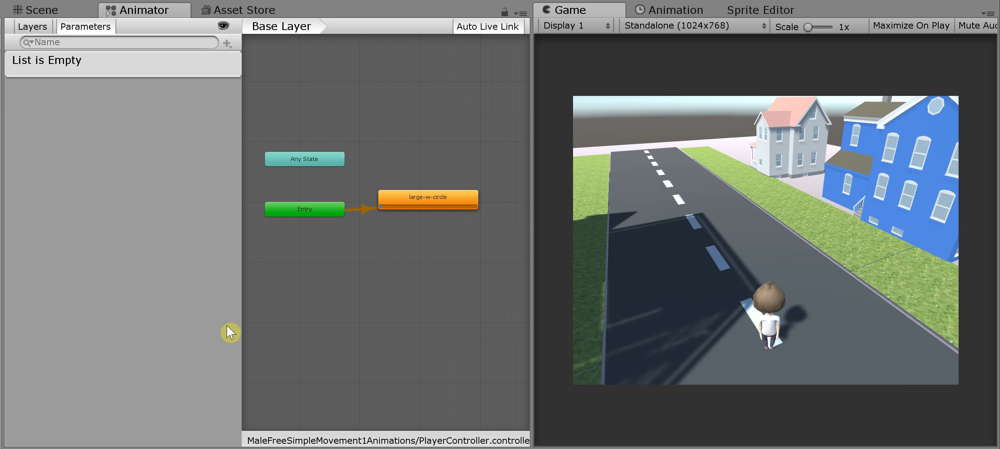 Scene
Animator
Asset Store
Game
Animation
Sprite Editor
Layers
Parameters
Base Layer
Auto Live Link
Display 1
Standalone (1024x768)
Scale
1x
Maximize On Play
Mute Aud
Name
List is Empty
Any State
large-w-circle
Entry
MaleFreeSimpleMovement1Animations/PlayerController.controlle